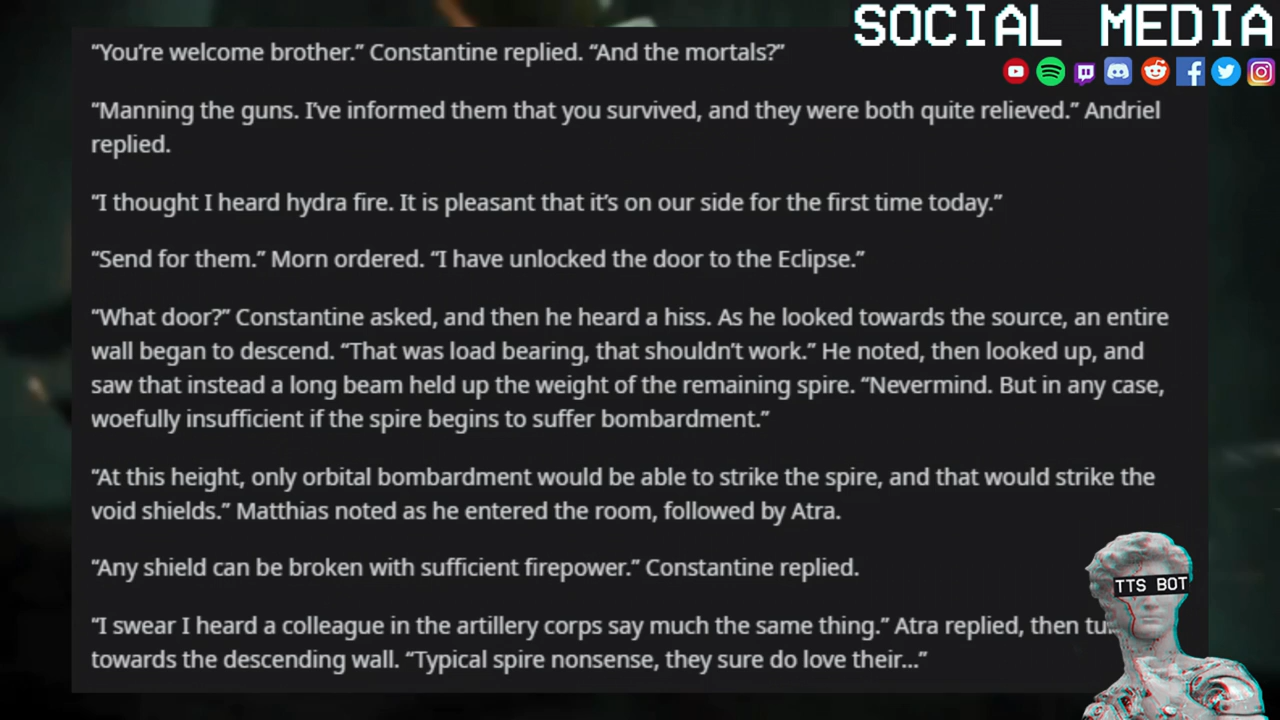 SOCIAL MEDIA
“You’re welcome brother.” Constantine replied. “And the mortals?”
“Manning the guns. I’ve informed them that you survived, and they were both quite relieved.” Andriel
replied.
“I thought I heard hydra fire. It is pleasant that it’s on our side for the first time today.”
“Send for them.” Morn ordered. “I have unlocked the door to the Eclipse.”
“What door?” Constantine asked, and then he heard a hiss. As he looked towards the source, an entire
wall began to descend. “That was load bearing, that shouldn’t work.” He noted, then looked up, and
saw that instead a long beam held up the weight of the remaining spire. “Nevermind. But in any case,
woefully insufficient if the spire begins to suffer bombardment.”
“At this height, only orbital bombardment would be able to strike the spire, and that would strike the
void shields.” Matthias noted as he entered the room, followed by Atra.
“Any shield can be broken with sufficient firepower.” Constantine replied.
TTS BOT
“I swear I heard a colleague in the artillery corps say much the same thing.” Atra replied, then
towards the descending wall. “Typical spire nonsense, they sure do love their...”